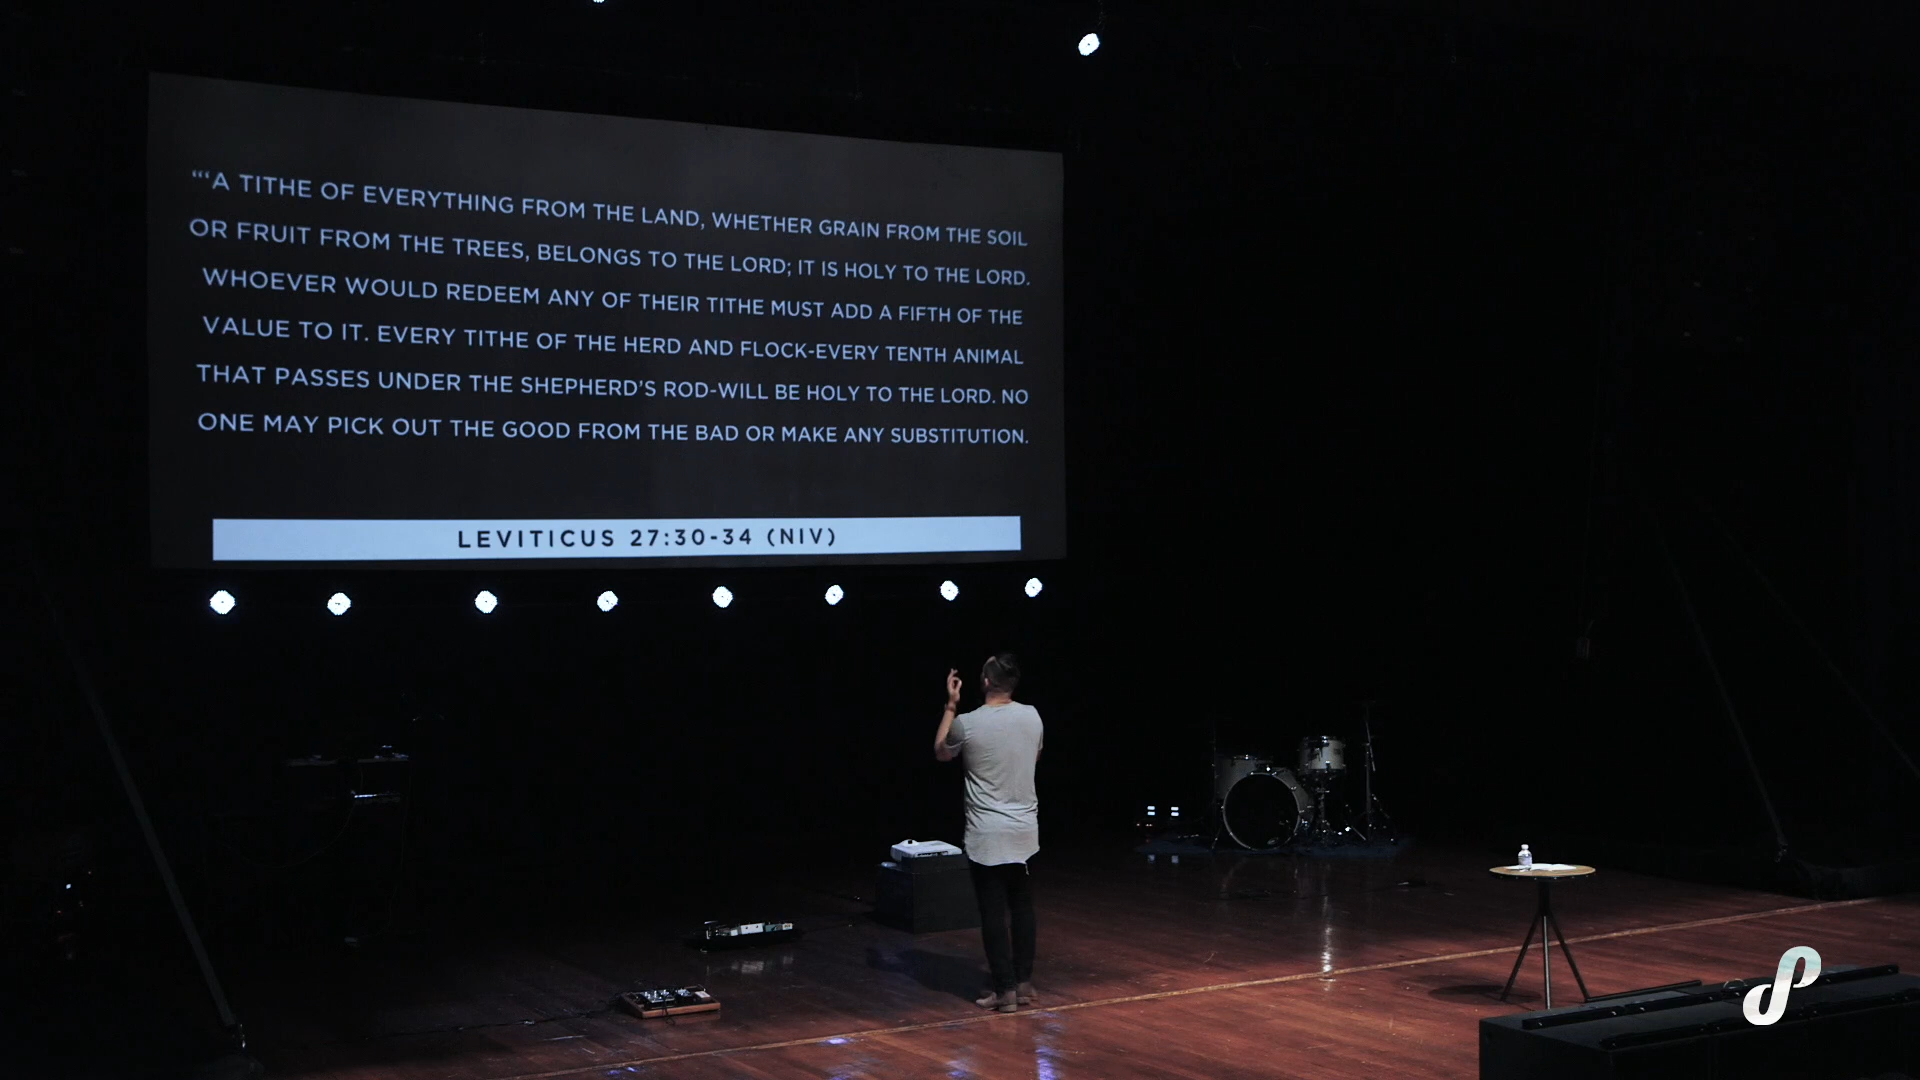 “‘A TITHE OF EVERYTHING FROM THE LAND, WHETHER GRAIN FROM THE SOIL
OR FRUIT FROM THE TREES, BELONGS TO THE LORD; IT IS HOLY TO THE LORD.
WHOEVER WOULD REDEEM ANY OF THEIR TITHE MUST ADD A FIFTH OF THE
VALUE TO IT. EVERY TITHE OF THE HERD AND FLOCK-EVERY TENTH ANIMAL
THAT PASSES UNDER THE SHEPHERD’S ROD-WILL BE HOLY TO THE LORD. NO
ONE MAY PICK OUT THE GOOD FROM THE BAD OR MAKE ANY SUBSTITUTION.
LEVITICUS 27:30-34 (NIV)